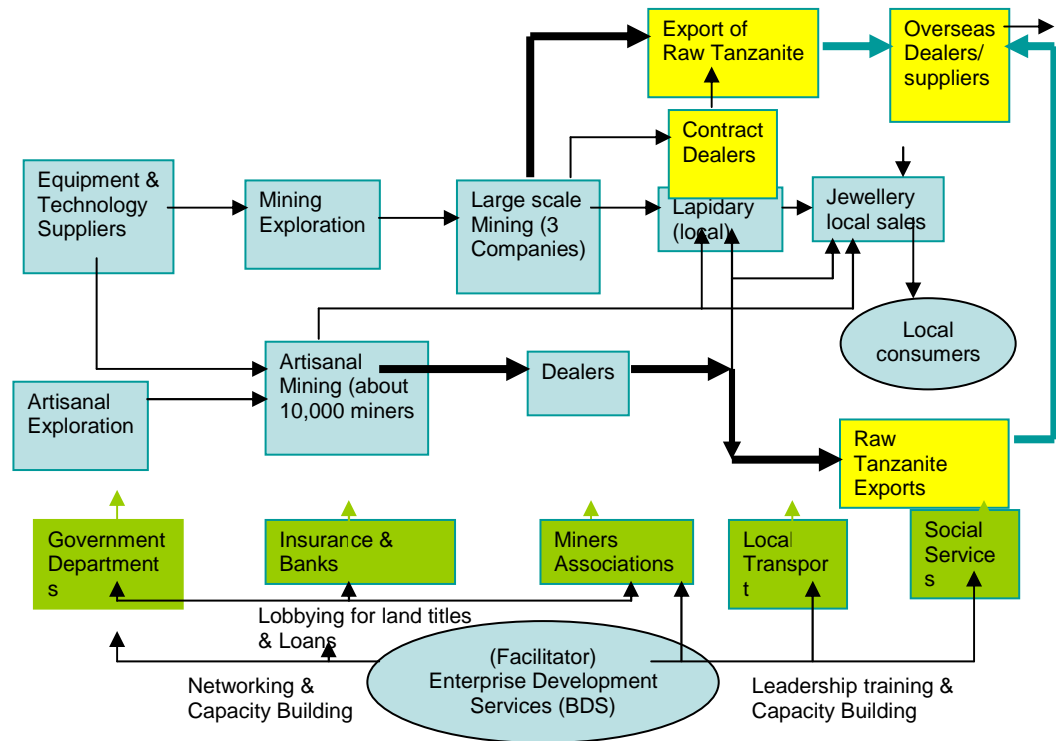 Export of
Raw Tanzanite
Overseas
Dealers/
suppliers
Contract
Dealers
Equipment &
Technology
Suppliers
Mining
Exploration
Large scale
Mining (3
Companies)
Lapidary
(local)
Jewellery
local sales
Local
consumers
Artisanal
Exploration
Artisanal
Mining (about
10,000 miners
Dealers
Raw
Tanzanite
Exports
Government
Department
s
Insurance &
Banks
Miners
Associations
Local
Transpor
t
Social
Service
s
Lobbying for land titles
& Loans
(Facilitator)
Enterprise Development
Services (BDS)
Networking &
Capacity Building
Leadership training &
Capacity Building